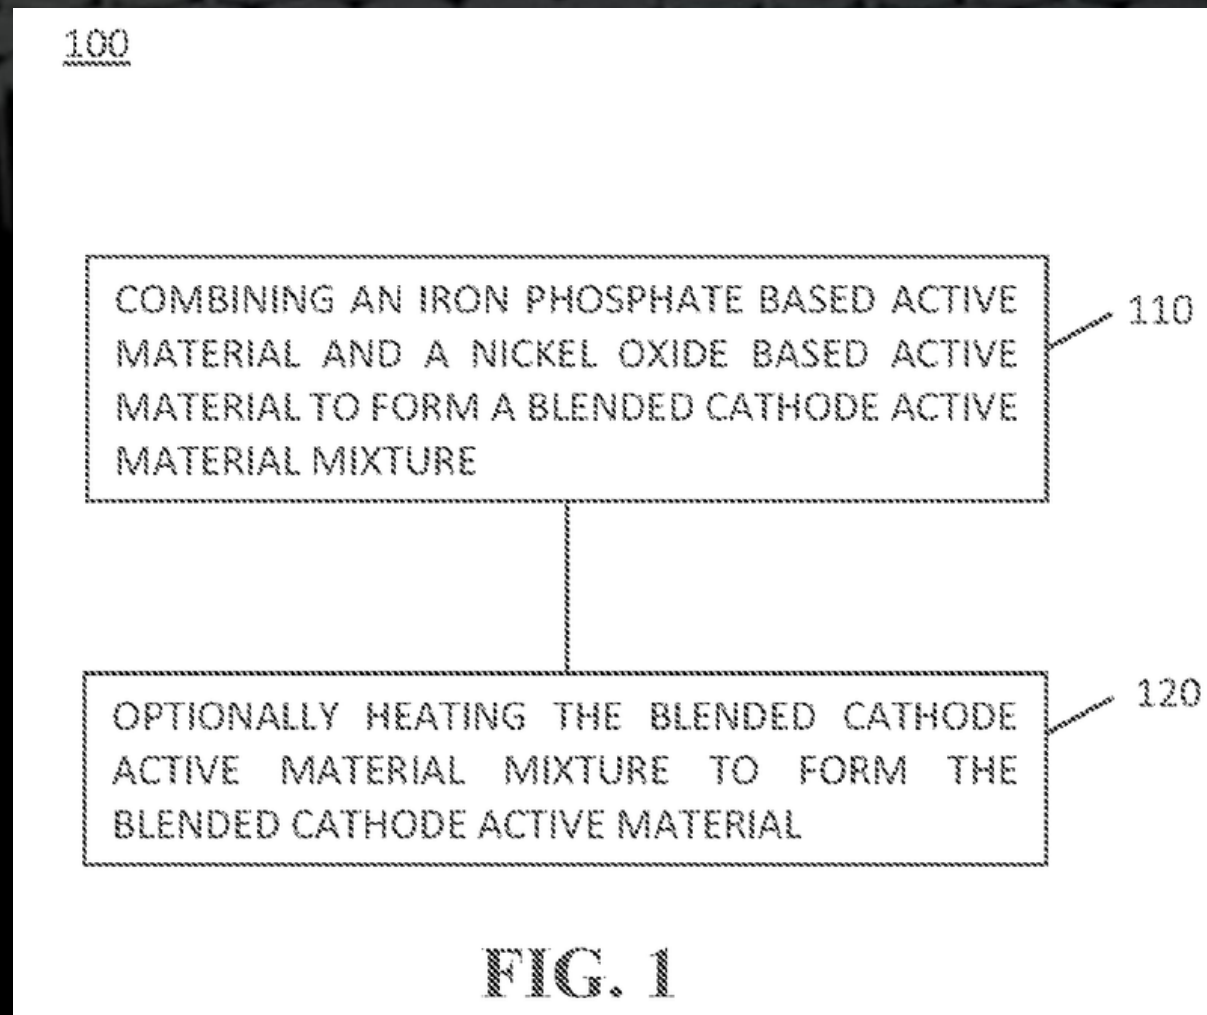 100
COMBINING AN IRON PHOSPHATE BASED ACTIVE
MATERIAL AND A NICKEL OXIDE BASED ACTIVE
MATERIAL TO FORM A BLENDED CATHODE ACTIVE
MATERIAL MIXTURE
110
OPTIONALLY HEATING THE BLENDED CATHODE
ACTIVE MATERIAL MIXTURE TO FORM THE
BLENDED CATHODE ACTIVE MATERIAL
120
FIG. 1